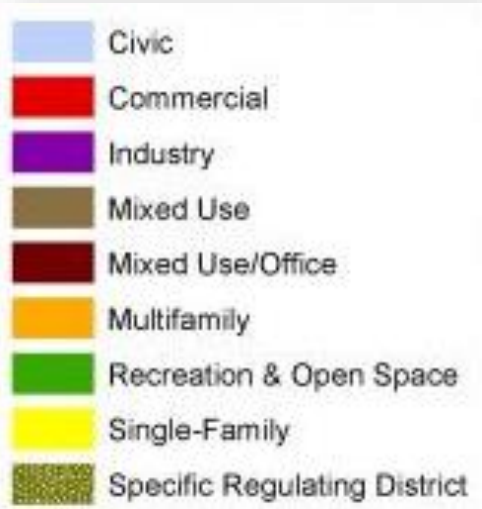 Civic
Commercial
Industry
Mixed Use
Mixed Use/Office
Multifamily
Recreation & Open Space
Single-Family
Specific Regulating District